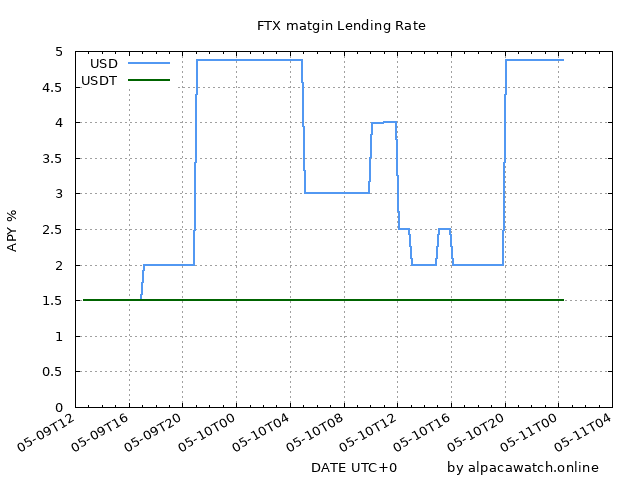 FTX matgin Lending Rate
USD
USDT
5
4.5
4
3.5
3
2.5
2
1.5
1
0.5
0
APY %
05-09T12
05-09T16
05-09T20
05-10T00
05-10T04
05-10T08
05-10T12
05-10T16
05-10T20
05-11T00
05-11T04
DATE UTC+0
by alpacawatch.online